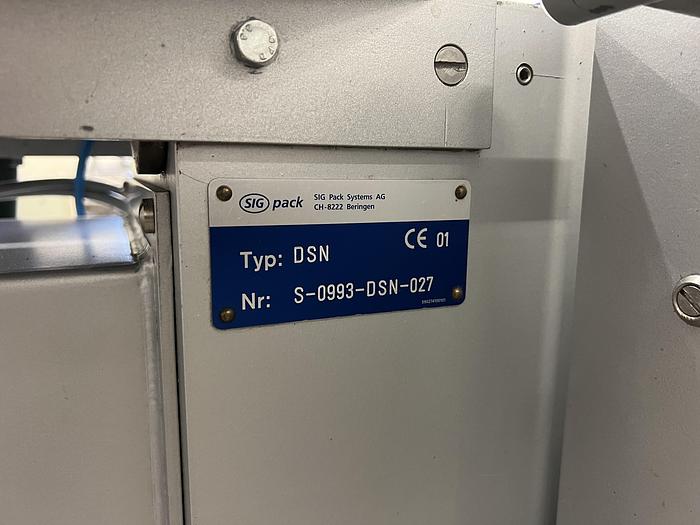 SIG pack
SIG Pack Systems AG
CH-8222 Beringen
Typ: DSN
CE 01
Nr: S-0993-DSN-027